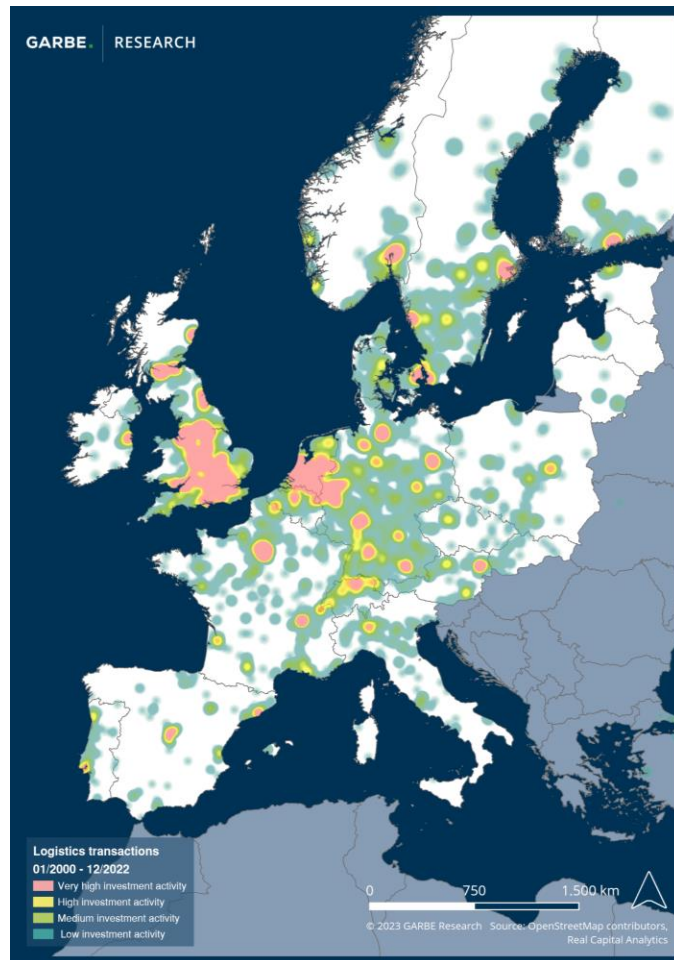 GARBE. RESEARCH
Logistics transactions
01/2000 - 12/2022
Very high investment activity
High investment activity
Medium investment activity
Low investment activity
0 750 1.500 km
© 2023 GARBE Research Source: OpenStreetMap contributors,
Real Capital Analytics